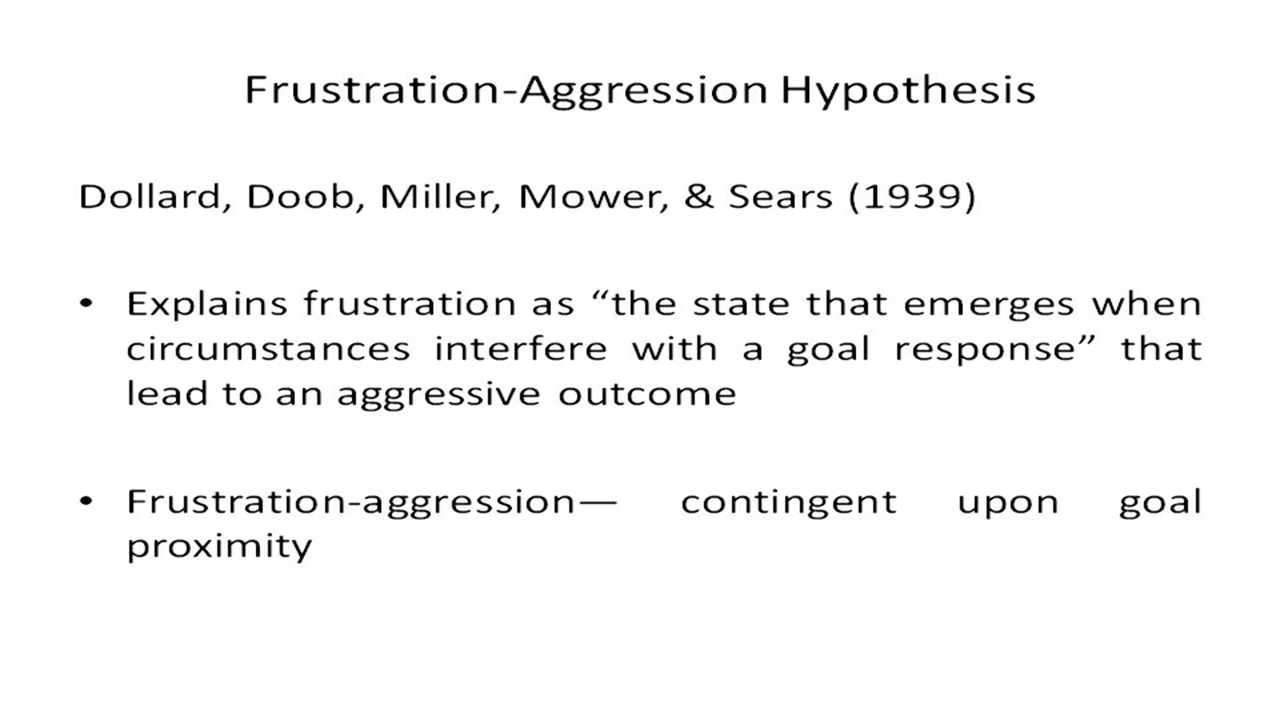 Frustration-Aggression Hypothesis
Dollard, Doob, Miller, Mower, & Sears (1939)
• Explains frustration as “the state that emerges when
circumstances interfere with a goal response” that
lead to an aggressive outcome
• Frustration-aggression— contingent upon goal
proximity